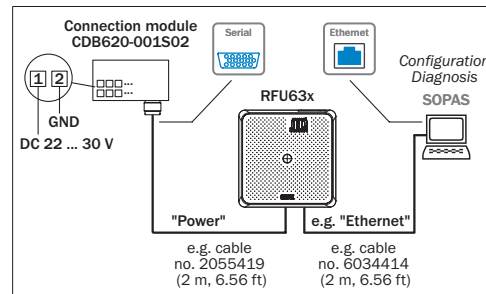 Connection module
CDB620-001S02
Serial
Ethernet
Configuration
Diagnosis
SOPAS
1 2
GND
DC 22 ... 30 V
RFU63x
"Power"
e.g. "Ethernet"
e.g. cable
no. 2055419
(2 m, 6.56 ft)
e.g. cable
no. 6034414
(2 m, 6.56 ft)